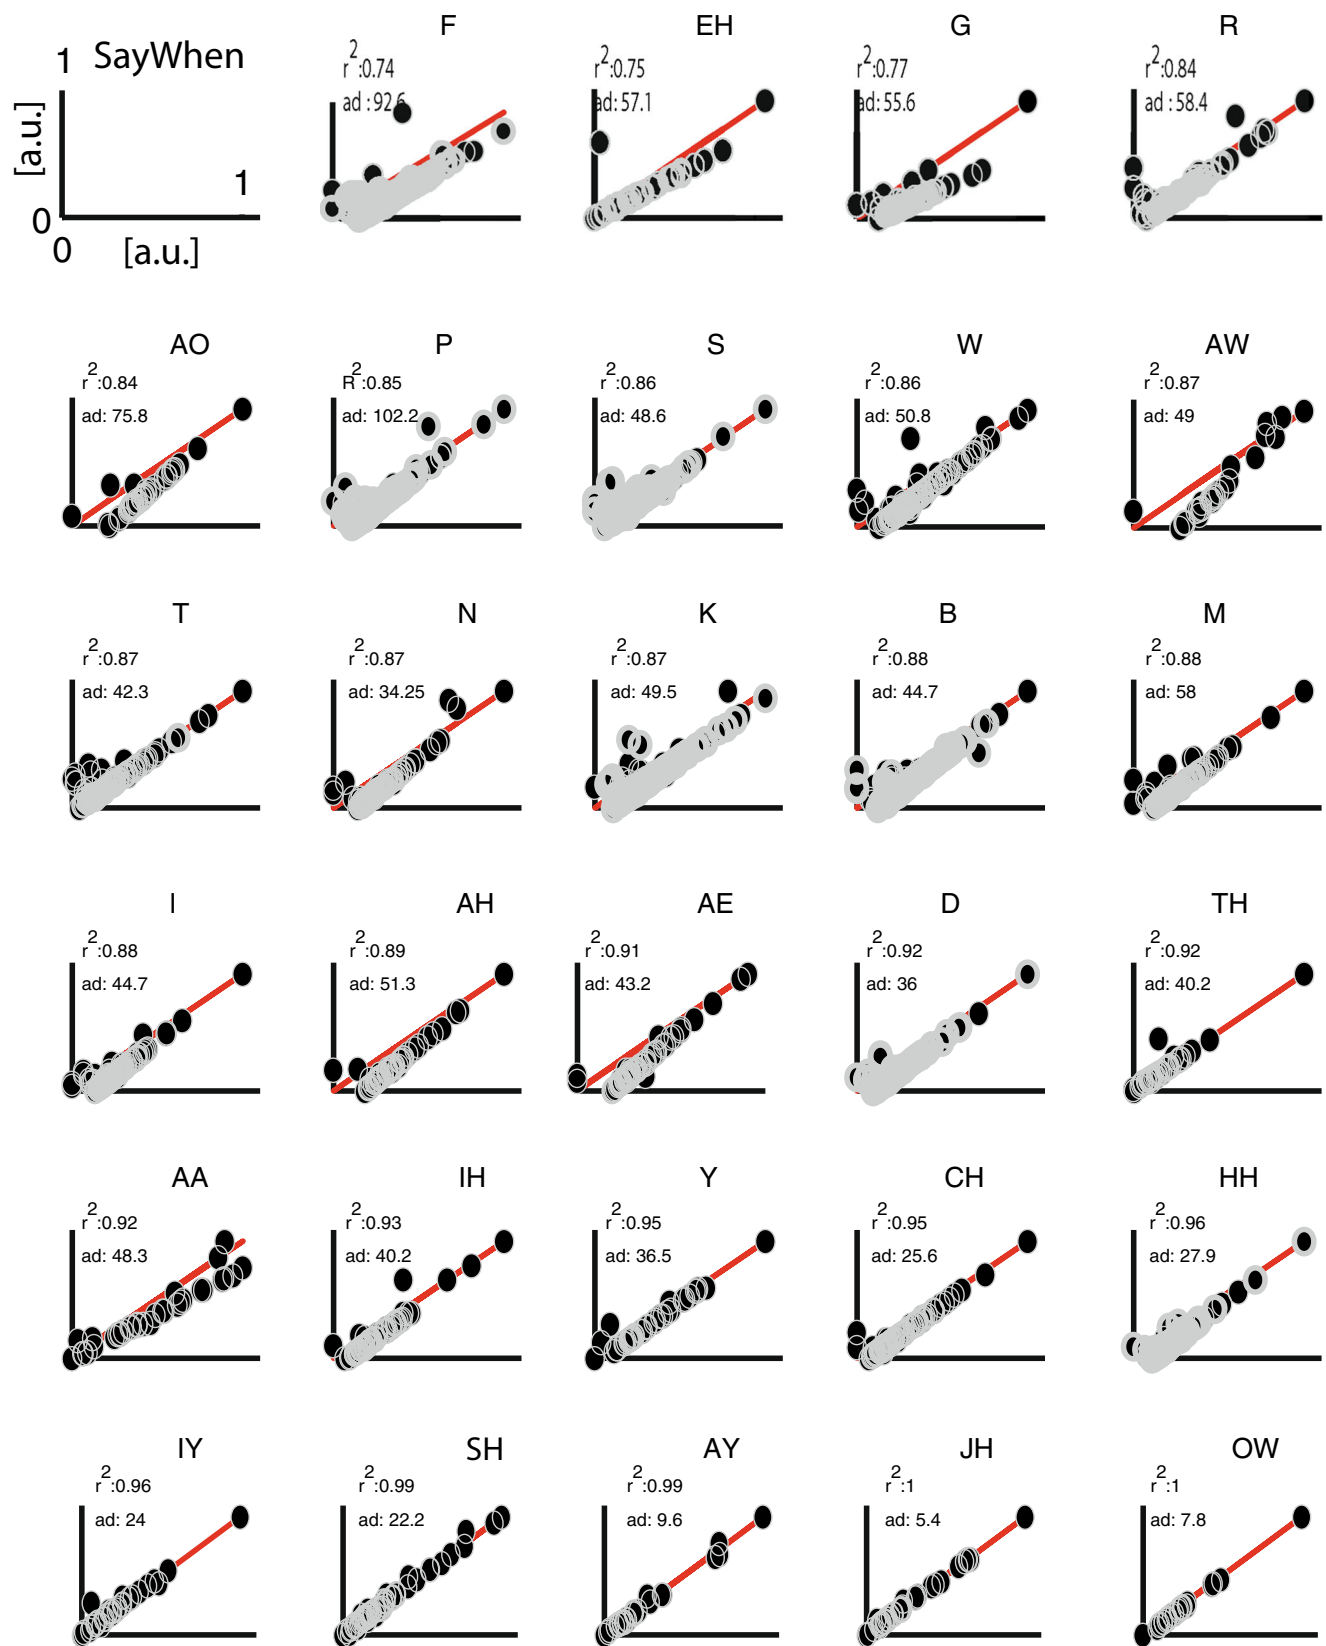 SayWhen
1
[a.u.]
1
0
0
[a.u.]
F
r²:0.74
ad :92.6
EH
r²:0.75
ad:57.1
G
r²:0.77
ad:55.6
R
r²:0.84
ad :58.4
AO
r²:0.84
ad: 75.8
P
R²:0.85
ad: 102.2
S
r²:0.86
ad: 48.6
W
r²:0.86
ad: 50.8
AW
r²:0.87
ad: 49
T
r²:0.87
ad: 42.3
N
r²:0.87
ad: 34.25
K
r²:0.87
ad: 49.5
B
r²:0.88
ad: 44.7
M
r²:0.88
ad: 58
I
r²:0.88
ad: 44.7
AH
r²:0.89
ad: 51.3
AE
r²:0.91
ad: 43.2
D
r²:0.92
ad: 36
TH
r²:0.92
ad: 40.2
AA
r²:0.92
ad: 48.3
IH
r²:0.93
ad: 40.2
Y
r²:0.95
ad: 36.5
CH
r²:0.95
ad: 25.6
HH
r²:0.96
ad: 27.9
IY
r²:0.96
ad: 24
SH
r²:0.99
ad: 22.2
AY
r²:0.99
ad: 9.6
JH
r²:1
ad: 5.4
OW
r²:1
ad: 7.8